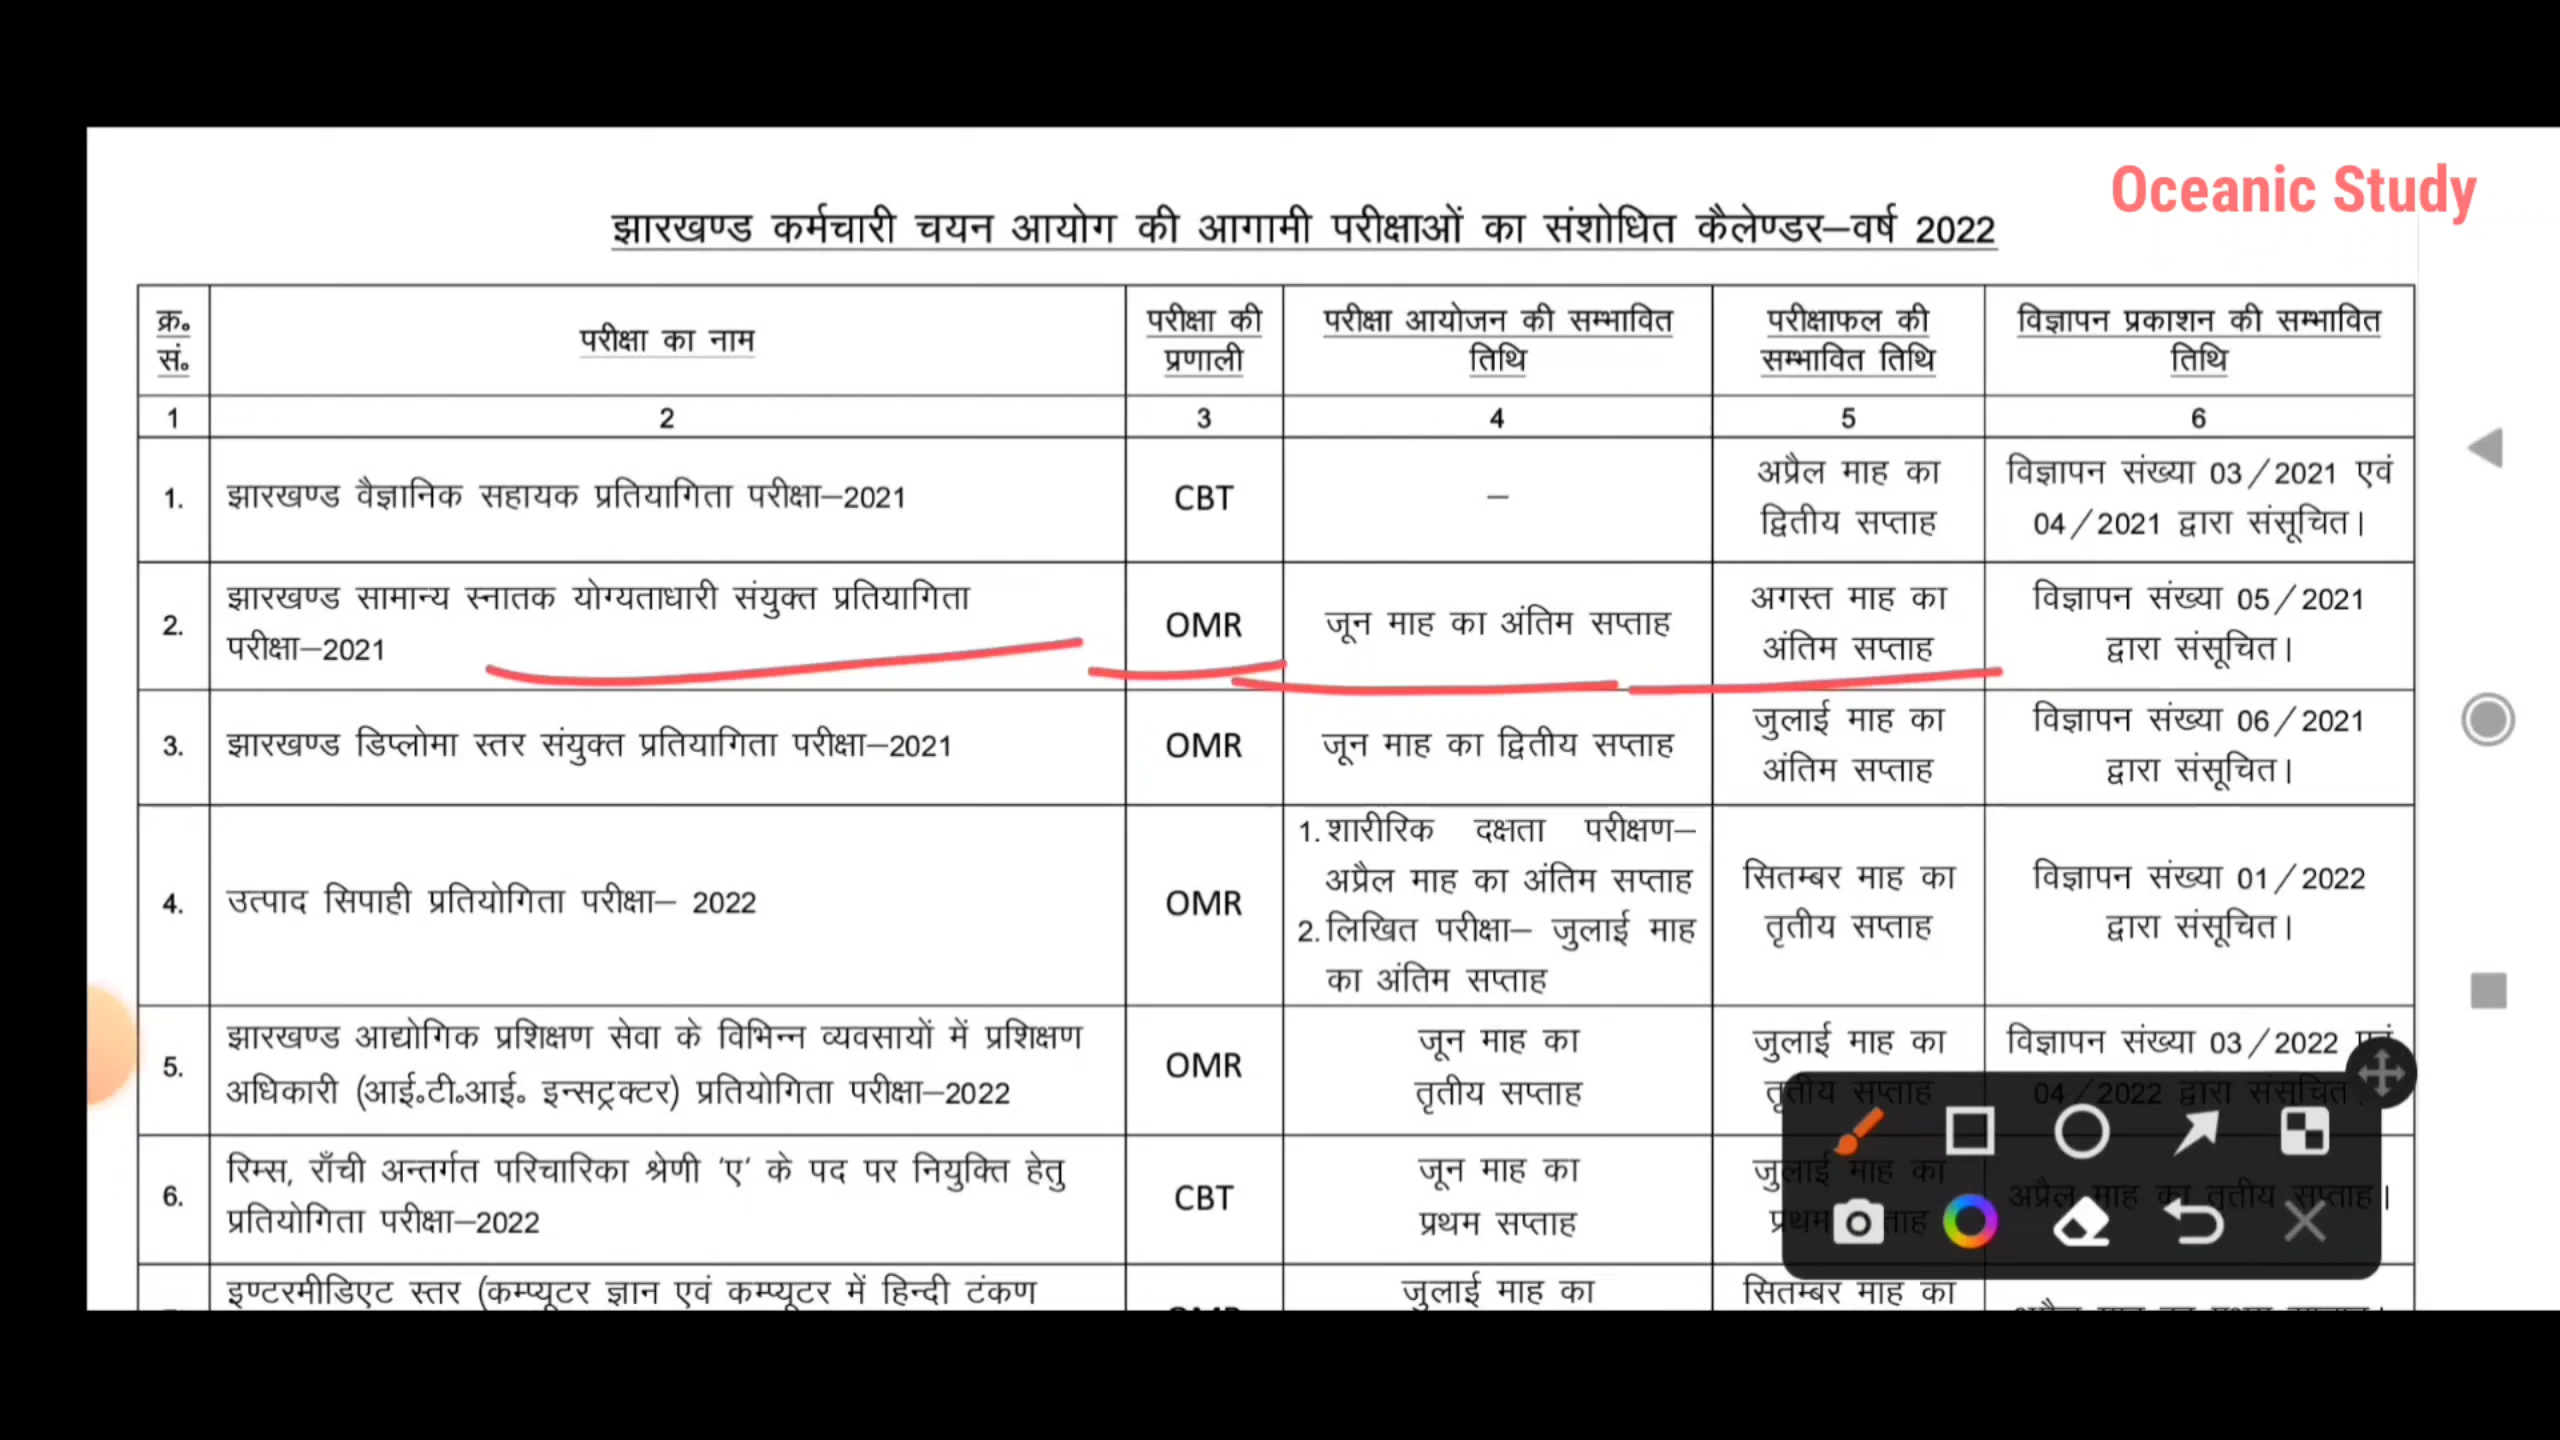 Oceanic Study
झारखण्ड कर्मचारी चयन आयोग की आगामी परीक्षाओं का संशोधित कैलेण्डर–वर्ष 2022
क्र॰
सं॰
परीक्षा का नाम
परीक्षा की
प्रणाली
परीक्षा आयोजन की सम्भावित
तिथि
परीक्षाफल की
सम्भावित तिथि
विज्ञापन प्रकाशन की सम्भावित
तिथि
1
2
3
4
5
6
1.
झारखण्ड वैज्ञानिक सहायक प्रतियागिता परीक्षा–2021
CBT
–
अप्रैल माह का
द्वितीय सप्ताह
विज्ञापन संख्या 03/2021 एवं
04/2021 द्वारा संसूचित।
2.
झारखण्ड सामान्य स्नातक योग्यताधारी संयुक्त प्रतियागिता
परीक्षा–2021
OMR
जून माह का अंतिम सप्ताह
अगस्त माह का
अंतिम सप्ताह
विज्ञापन संख्या 05/2021
द्वारा संसूचित।
3.
झारखण्ड डिप्लोमा स्तर संयुक्त प्रतियागिता परीक्षा–2021
OMR
जून माह का द्वितीय सप्ताह
जुलाई माह का
अंतिम सप्ताह
विज्ञापन संख्या 06/2021
द्वारा संसूचित।
4.
उत्पाद सिपाही प्रतियोगिता परीक्षा– 2022
OMR
1. शारीरिक दक्षता परीक्षण–
अप्रैल माह का अंतिम सप्ताह
2. लिखित परीक्षा– जुलाई माह
का अंतिम सप्ताह
सितम्बर माह का
तृतीय सप्ताह
विज्ञापन संख्या 01/2022
द्वारा संसूचित।
5.
झारखण्ड आद्योगिक प्रशिक्षण सेवा के विभिन्न व्यवसायों में प्रशिक्षण
अधिकारी (आई॰टी॰आई॰ इन्सट्रक्टर) प्रतियोगिता परीक्षा–2022
OMR
जून माह का
तृतीय सप्ताह
जुलाई माह का
तृतीय सप्ताह
विज्ञापन संख्या 03/2022 एवं
04/2022 द्वारा संसूचित।
6.
रिम्स, राँची अन्तर्गत परिचारिका श्रेणी 'ए' के पद पर नियुक्ति हेतु
प्रतियोगिता परीक्षा–2022
CBT
जून माह का
प्रथम सप्ताह
जुलाई माह का
प्रथम
अप्रैल माह का तृतीय सप्ताह।
इण्टरमीडिएट स्तर (कम्प्यूटर ज्ञान एवं कम्प्यूटर में हिन्दी टंकण
जुलाई माह का
सितम्बर माह का